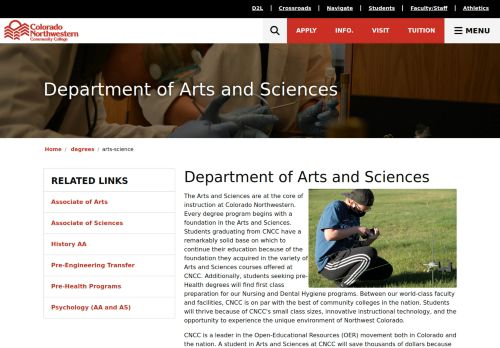 D2L | Crossroads | Navigate | Students | Faculty/Staff | Athletics
Colorado
Northwestern
Community College
APPLY INFO. VISIT TUITION MENU
Department of Arts and Sciences
Home / degrees / arts-science
RELATED LINKS
Associate of Arts
Associate of Sciences
History AA
Pre-Engineering Transfer
Pre-Health Programs
Psychology (AA and AS)
Department of Arts and Sciences
The Arts and Sciences are at the core of
instruction at Colorado Northwestern.
Every degree program begins with a
foundation in the Arts and Sciences.
Students graduating from CNCC have a
remarkably solid base on which to
continue their education because of the
foundation they acquired in the variety of
Arts and Sciences courses offered at
CNCC. Additionally, students seeking pre-
Health degrees will find first class
preparation for our Nursing and Dental Hygiene programs. Between our world-class faculty
and facilities, CNCC is on par with the best of community colleges in the nation. Students
will thrive because of CNCC's small class sizes, innovative instructional technology, and the
opportunity to experience the unique environment of Northwest Colorado.
CNCC is a leader in the Open-Educational Resources (OER) movement both in Colorado and
the nation. A student in Arts and Sciences at CNCC will save thousands of dollars because